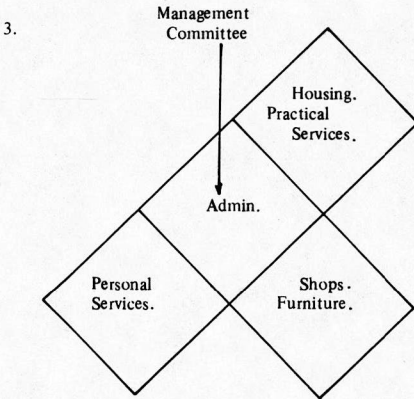 3.
Management
Committee
Housing.
Practical
Services.
Admin.
Personal
Services.
Shops.
Furniture.